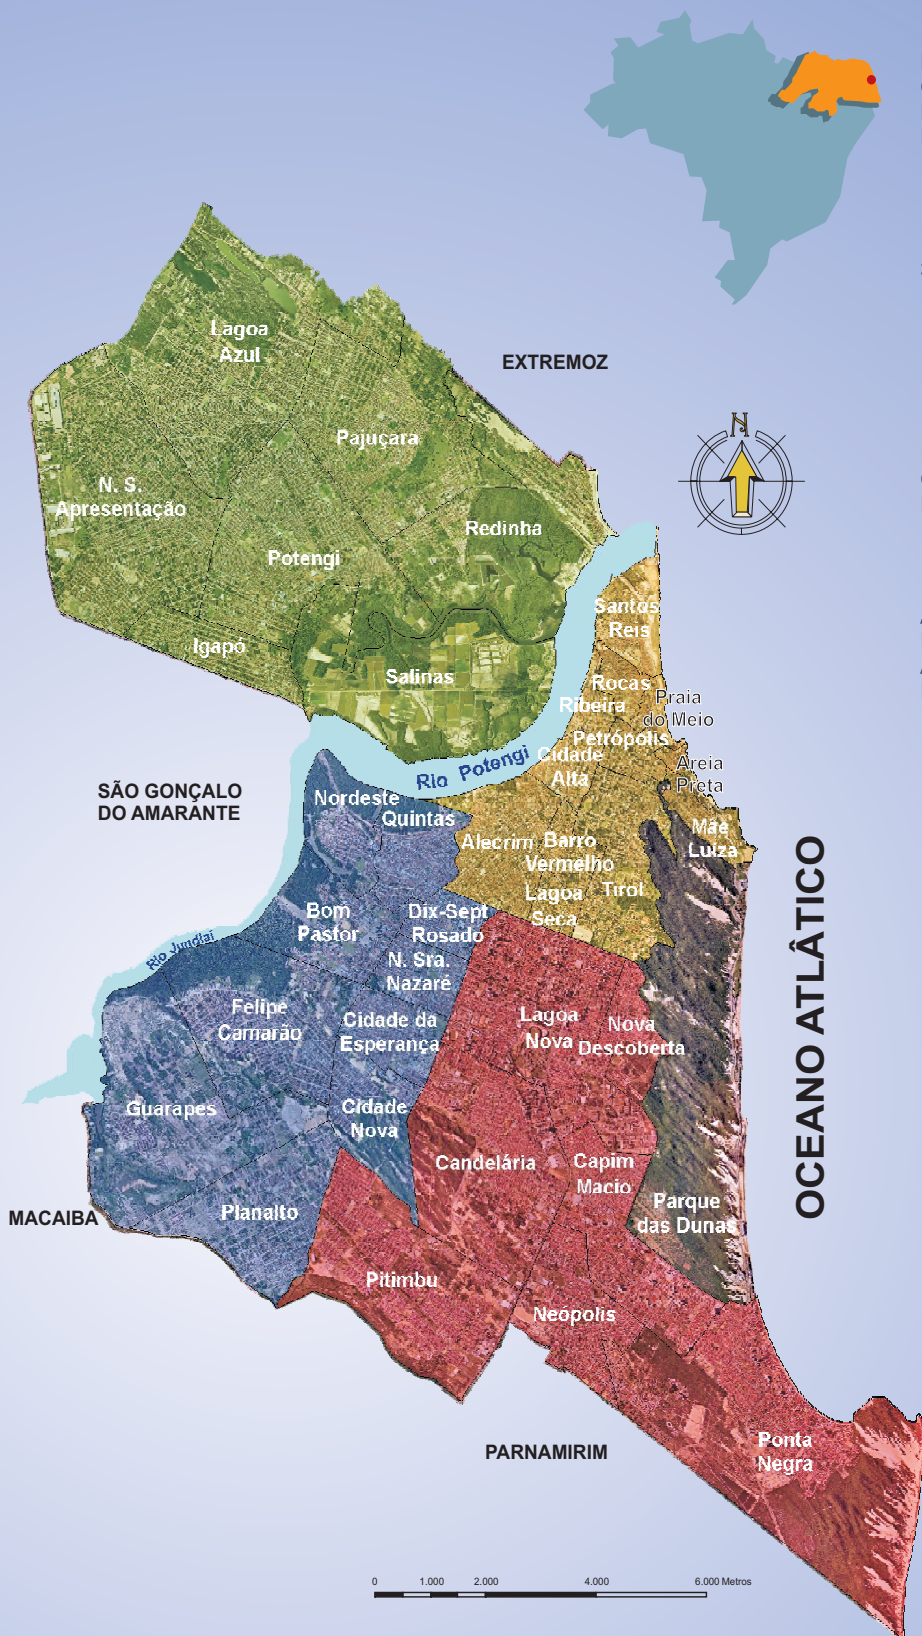 N
EXTREMOZ
Lagoa
Azul
Pajuçara
N. S.
Apresentação
Redinha
Potengi
Igapó
Salinas
Santos
Reis
Rocas
Ribeira
Praia
do Meio
Petrópolis
Cidade
Alta
Areia
Preta
Rio Potengi
SÃO GONÇALO
DO AMARANTE
Nordeste
Quintas
Alecrim
Barro
Vermelho
Mãe
Luiza
Lagoa
Seca
Tirol
Dix-Sept
Rosado
Bom
Pastor
N. Sra.
Nazaré
Rio Jundiaí
OCEANO ATLÂTICO
Felipe
Camarão
Cidade da
Esperança
Lagoa
Nova
Nova
Descoberta
Guarapes
Cidade
Nova
Candelária
Capim
Macio
Parque
das Dunas
MACAIBA
Planalto
Pitimbu
Neópolis
PARNAMIRIM
Ponta
Negra
0 1.000 2.000 4.000 6.000 Metros